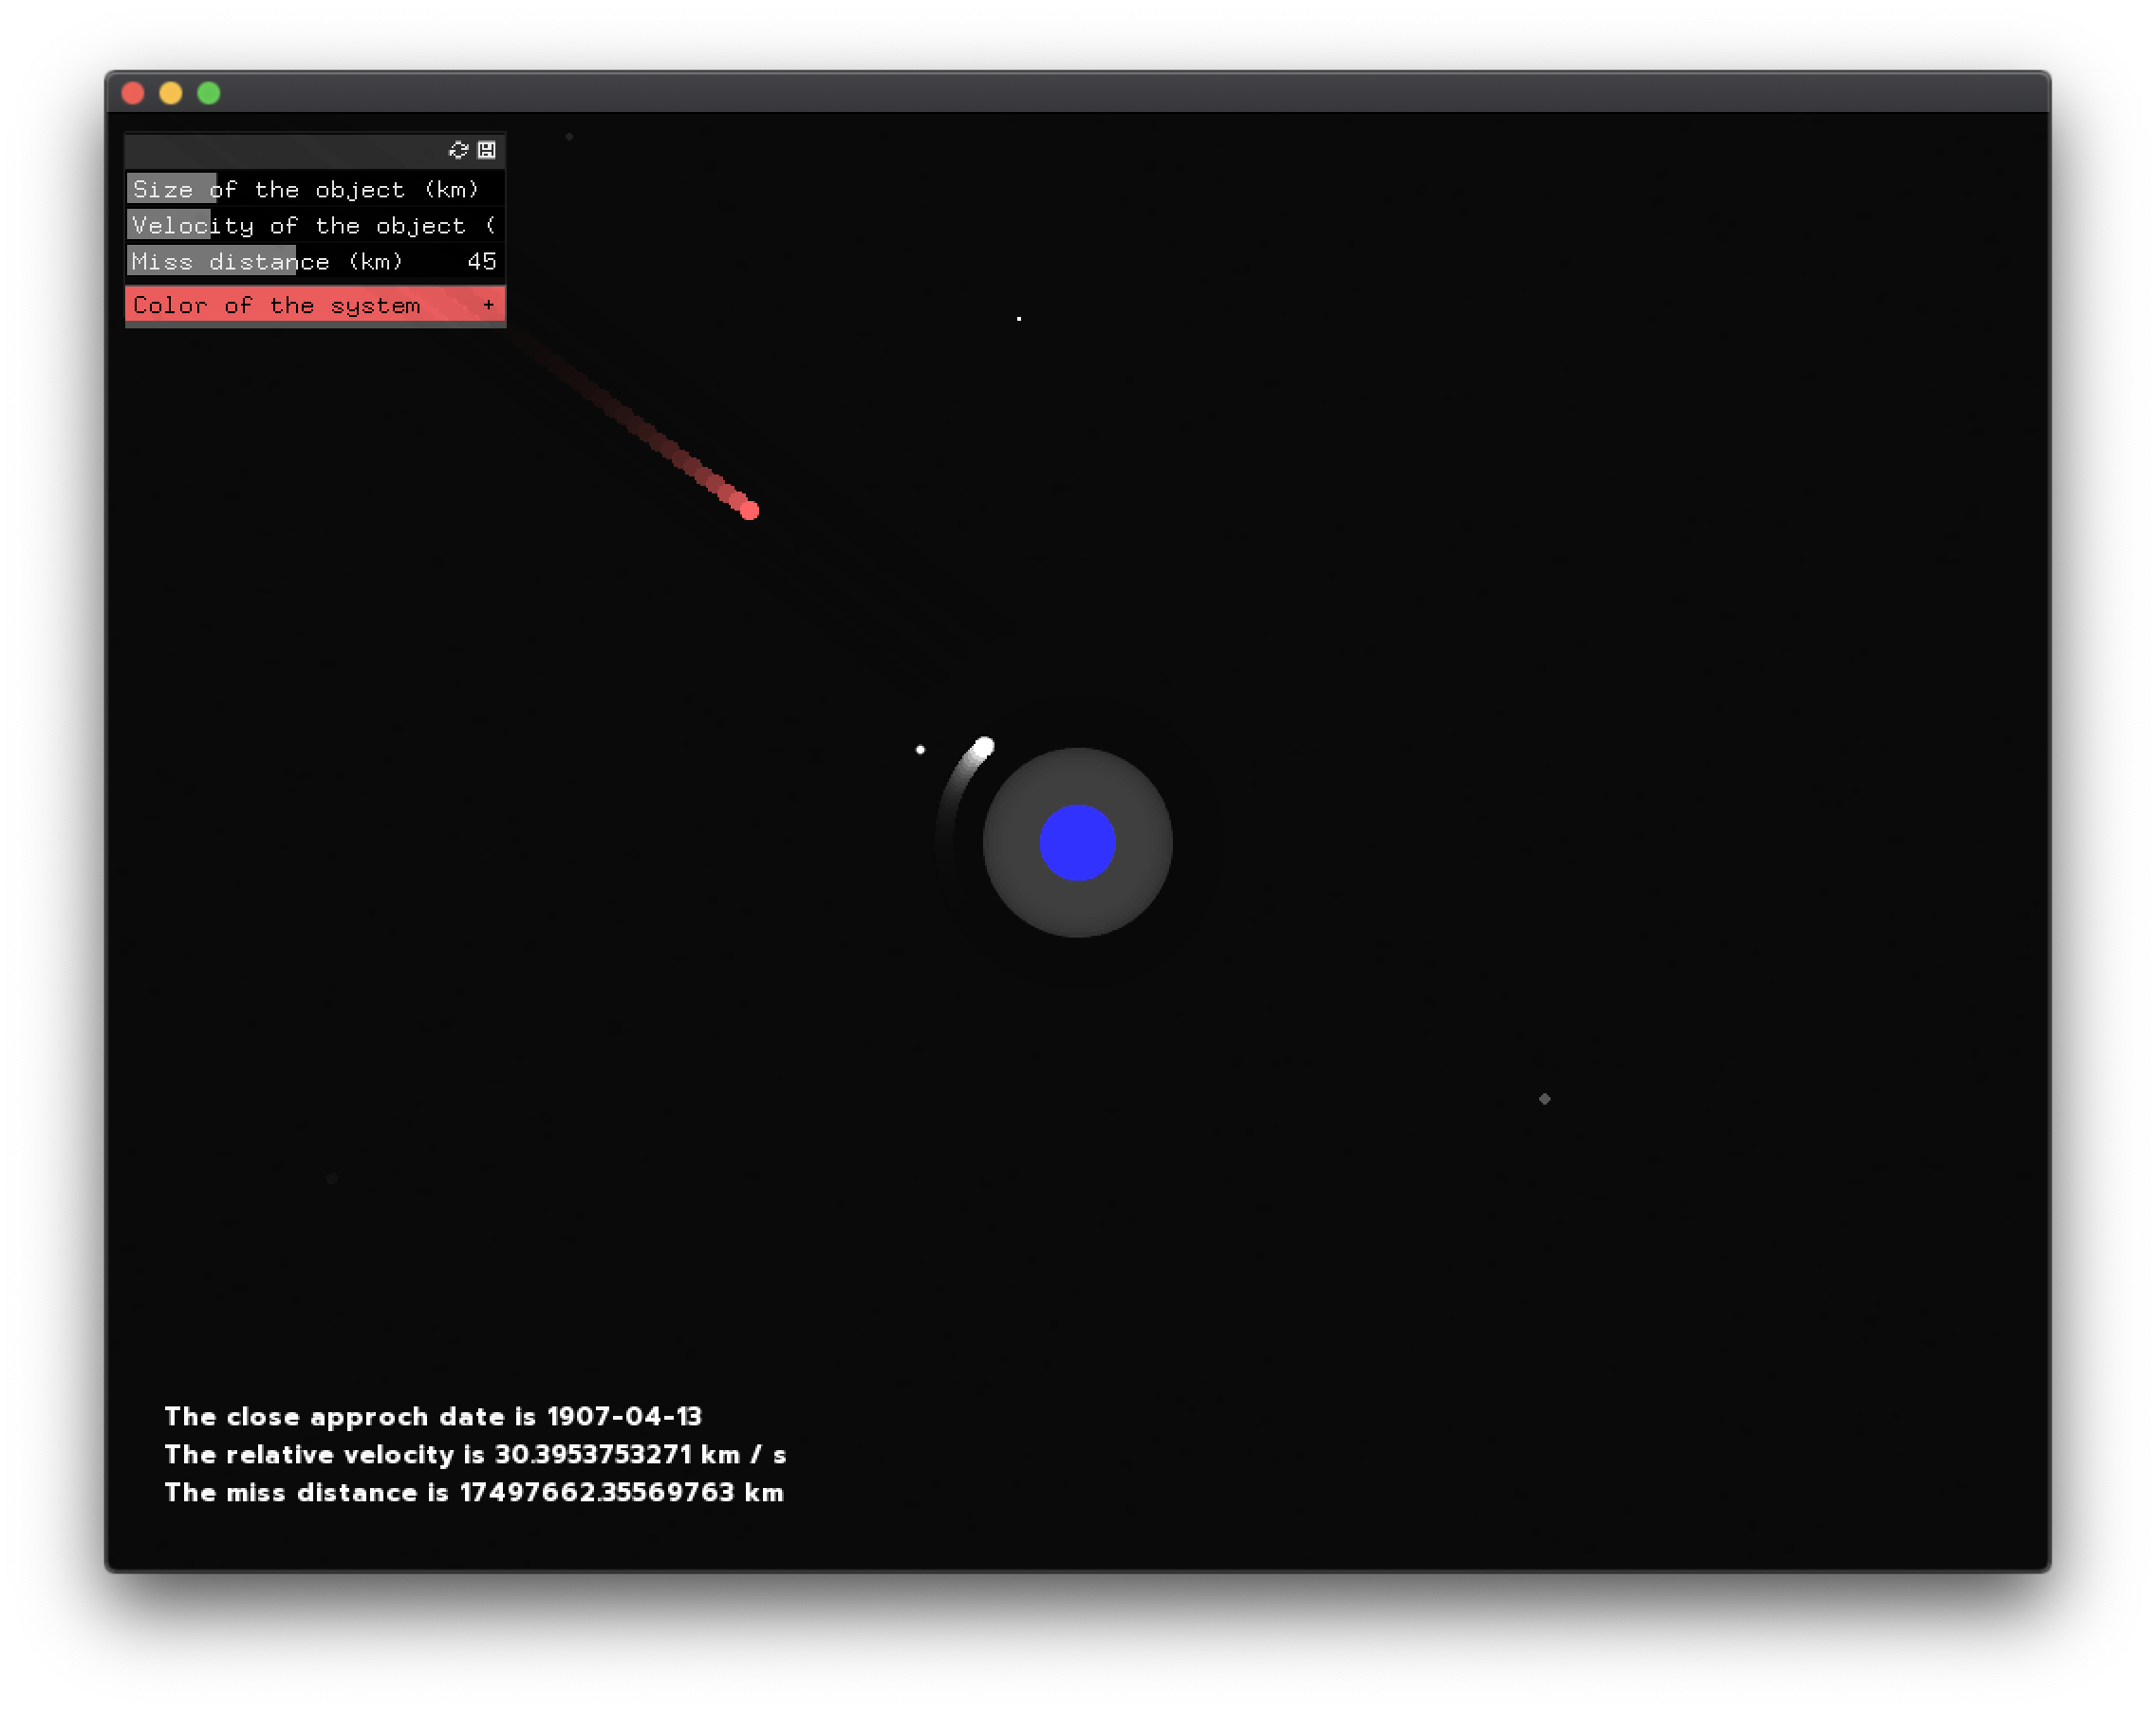 Size of the object (km)
Velocity of the object (
Miss distance (km) 45
Color of the system +
The close approch date is 1907-04-13
The relative velocity is 30.3953753271 km / s
The miss distance is 17497662.35569763 km